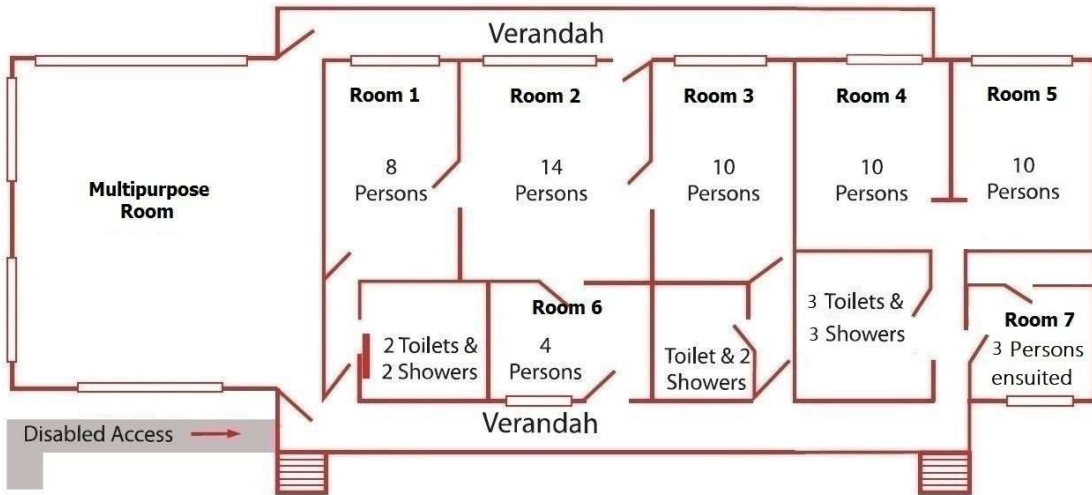 Verandah
Room 1
Room 2
Room 3
Room 4
Room 5
8
Persons
14
Persons
10
Persons
10
Persons
10
Persons
Multipurpose
Room
2 Toilets &
2 Showers
Room 6
4
Persons
Toilet & 2
Showers
3 Toilets &
3 Showers
Room 7
3 Persons
ensuited
Disabled Access
Verandah